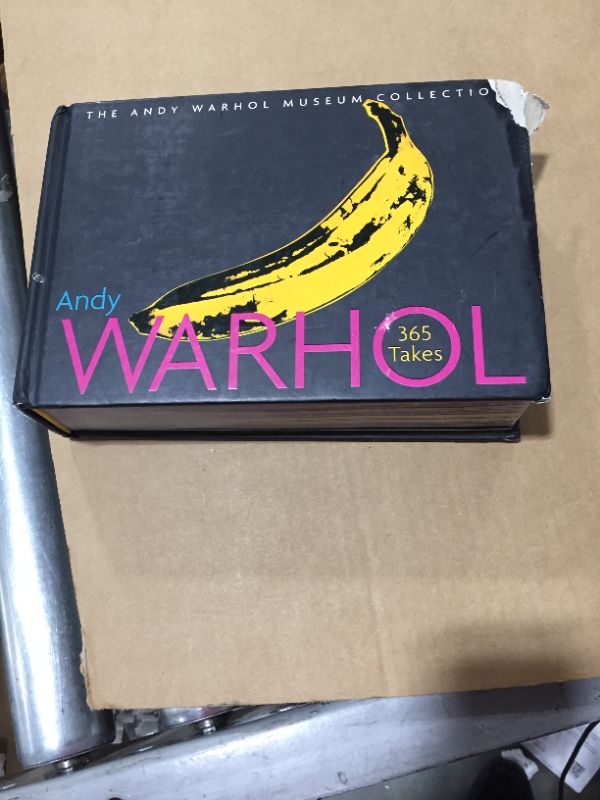 THE ANDY WARHOL MUSEUM COLLECTIO
Andy
WARHOL
365
Takes